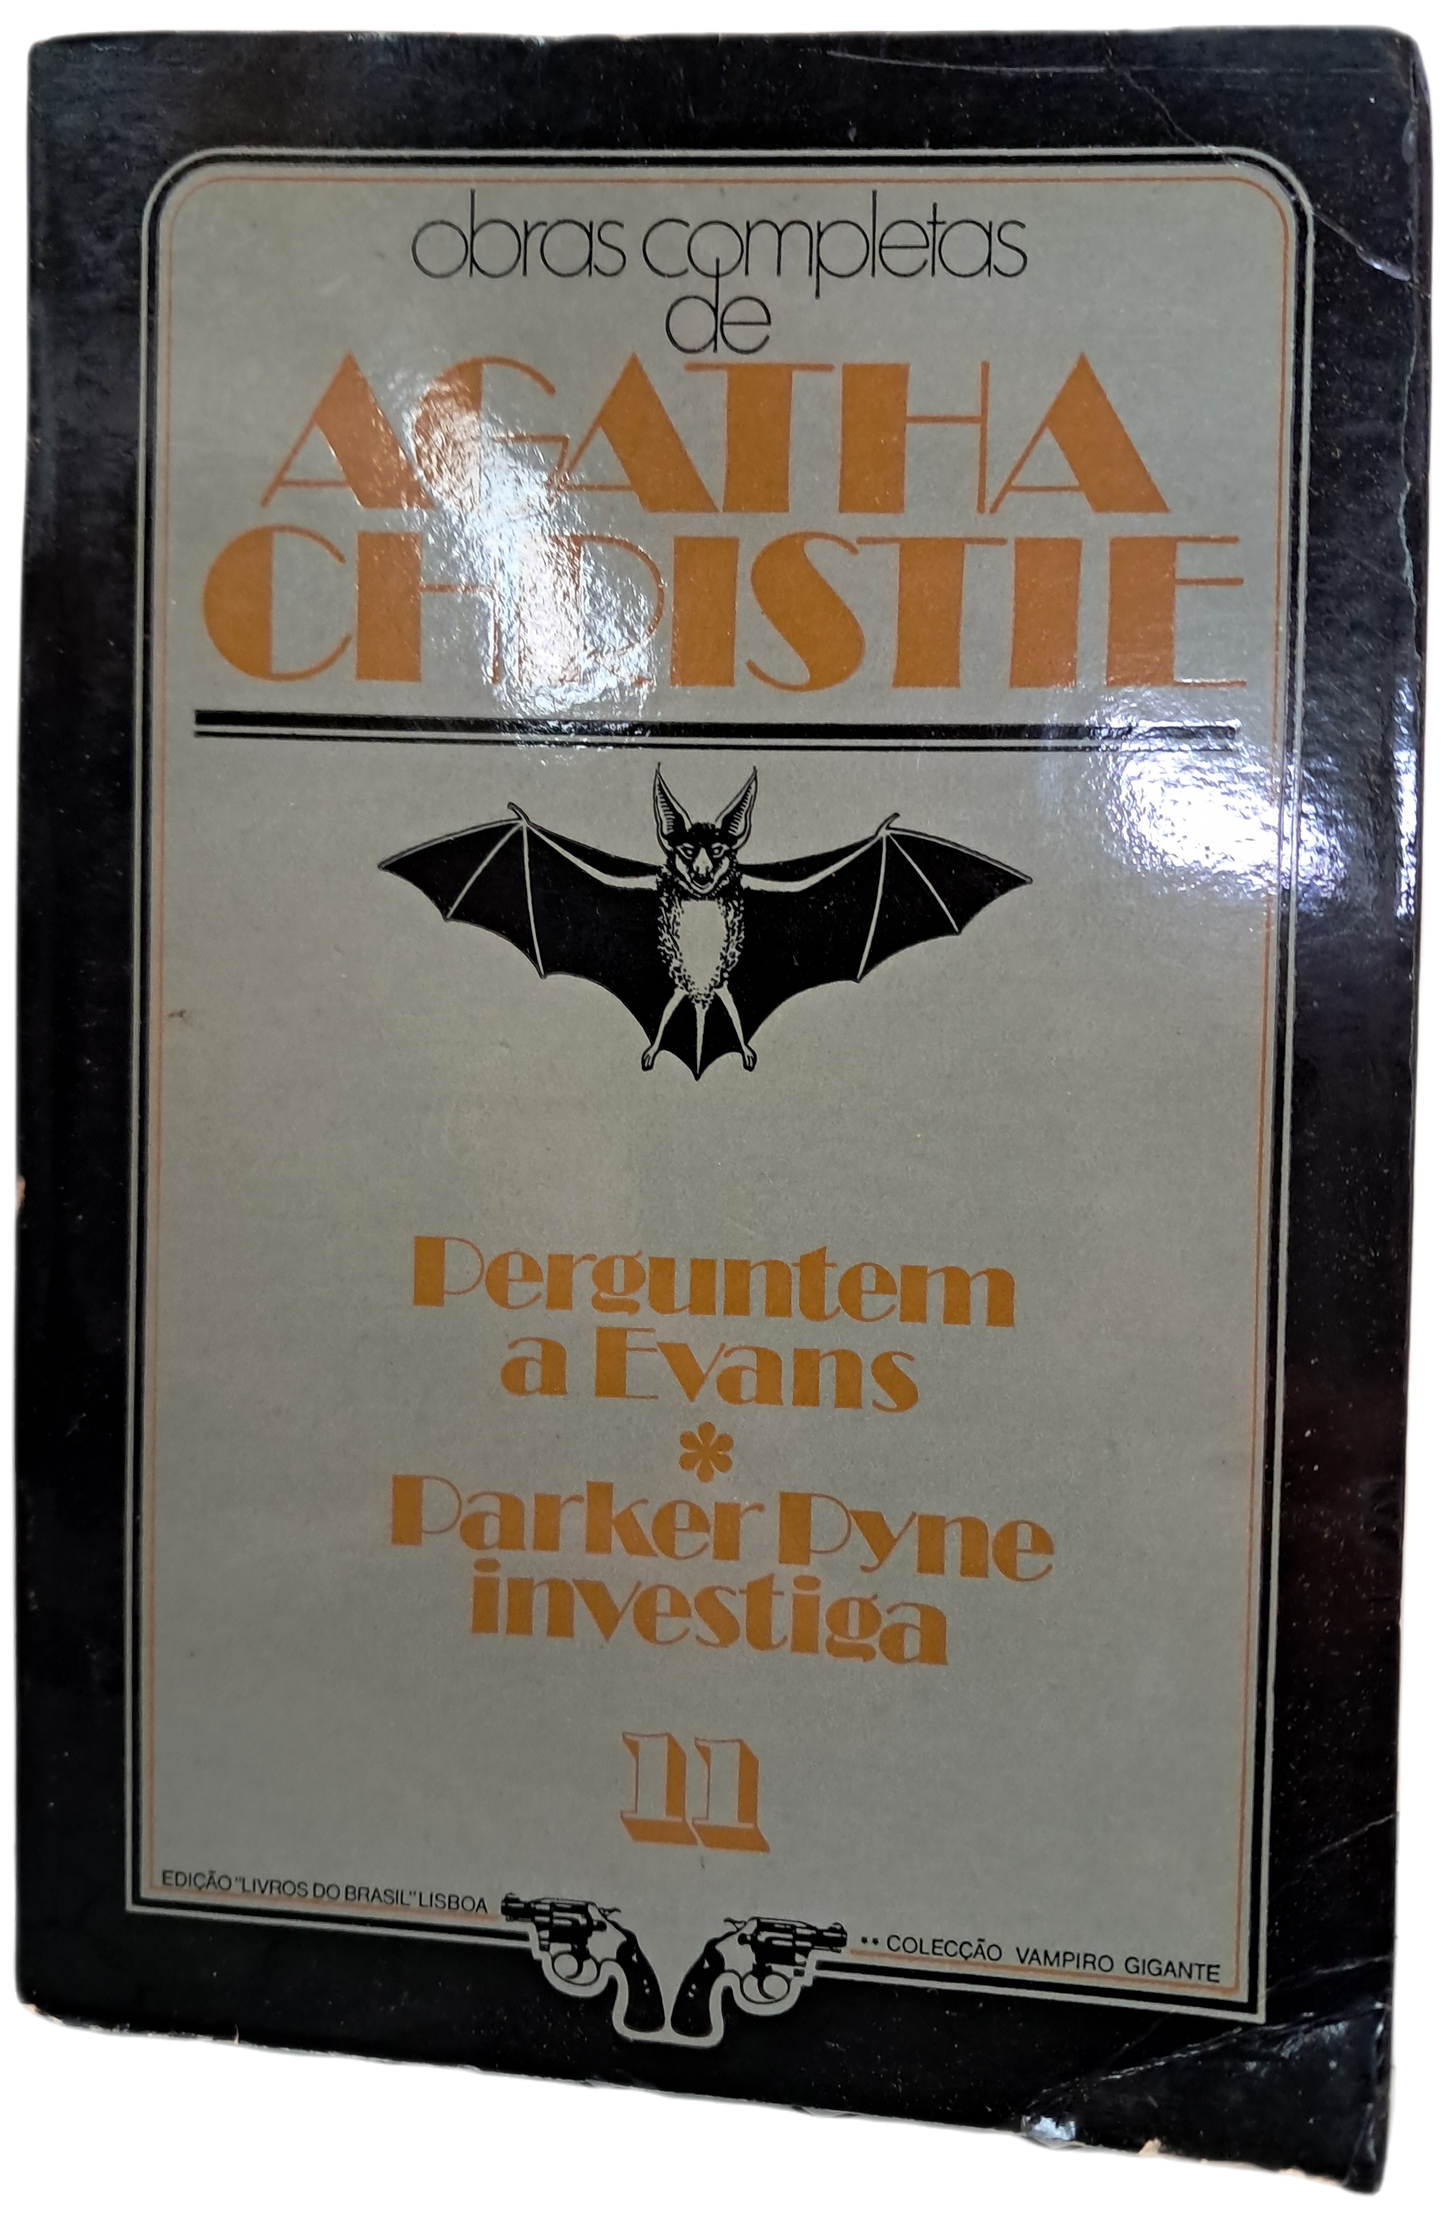 obras completas
de
AGATHA
CHRISTIE
Perguntem
a Evans
*
Parker Pyne
investiga
11
EDIÇÃO "LIVROS DO BRASIL" LISBOA
** COLECÇÃO VAMPIRO GIGANTE